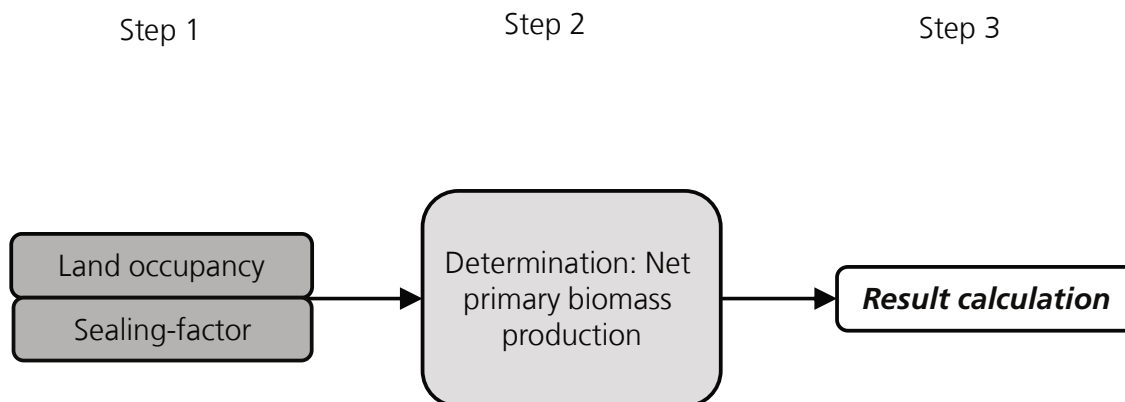 Step 1
Step 2
Step 3
Land occupancy
Sealing-factor
Determination: Net
primary biomass
production
Result calculation